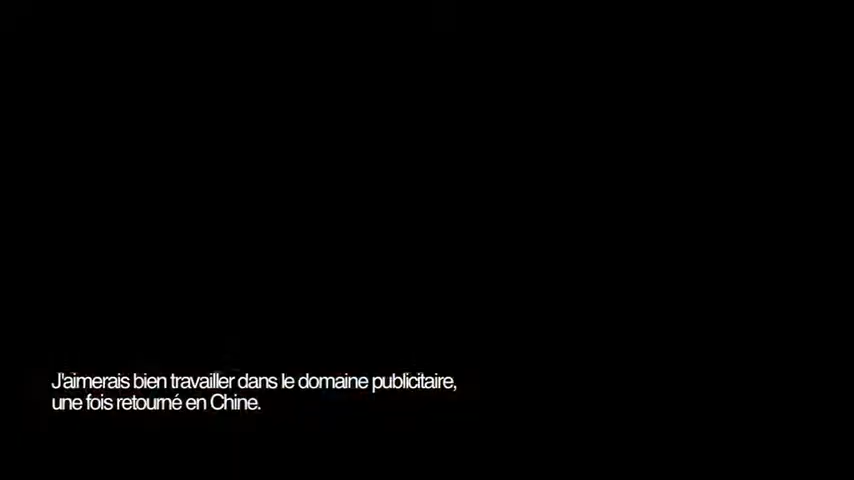 J'aimerais bien travailler dans le domaine publicitaire,
une fois retourné en Chine.